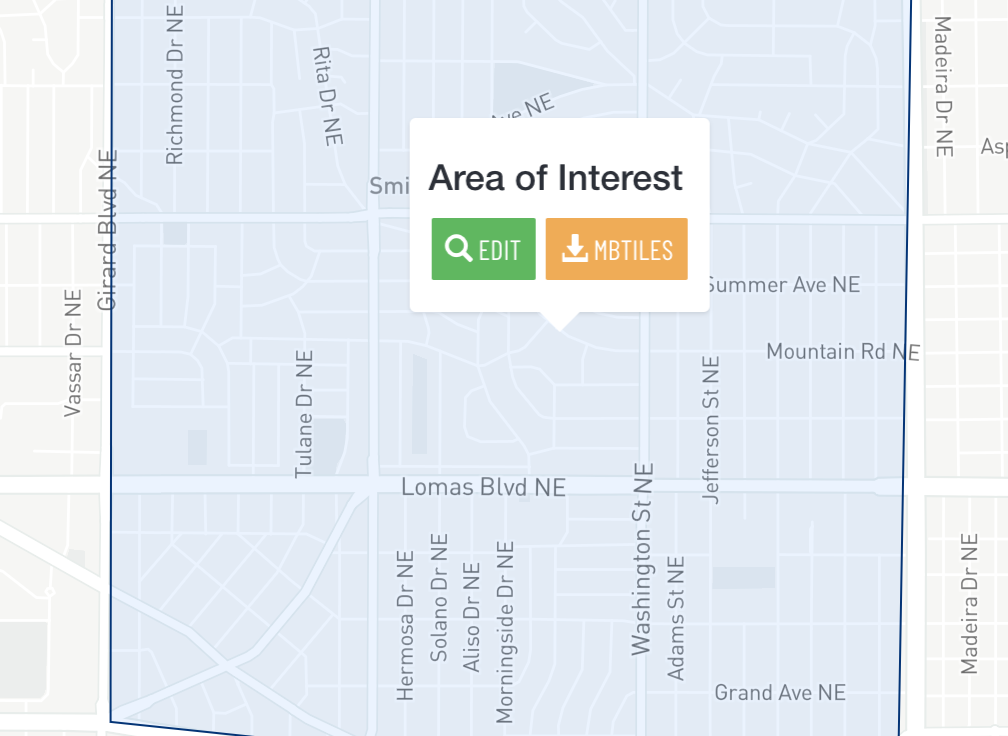 Richmond Dr NE
Rita Dr NE
Madeira Dr NE
Ave NE
Girard Blvd NE
Area of Interest
EDIT
MBTILES
Summer Ave NE
Vassar Dr NE
Mountain Rd NE
Tulane Dr NE
Jefferson St NE
Lomas Blvd NE
Washington St NE
Hermosa Dr NE
Solano Dr NE
Aliso Dr NE
Morningside Dr NE
Adams St NE
Madeira Dr NE
Grand Ave NE